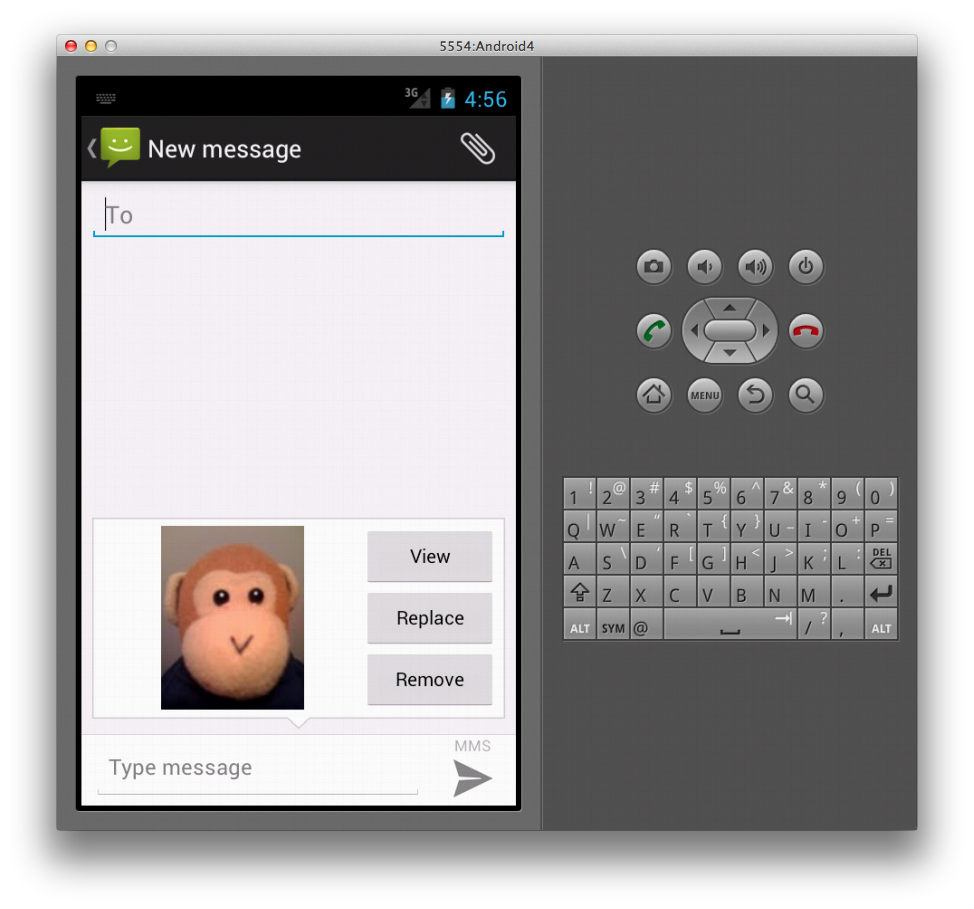 5554:Android4
3G 4:56
New message
To
View
Replace
Remove
MMS
Type message
MENU
1 ! 2 @ 3 # 4 $ 5 % 6 ^ 7 & 8 * 9 ( 0 )
Q | W ~ E " R ` T { Y } U _ I - O + P =
A S \ D ' F [ G ] H < J > K ; L : DEL
Z X C V B N M .
ALT SYM @ / ? , ALT